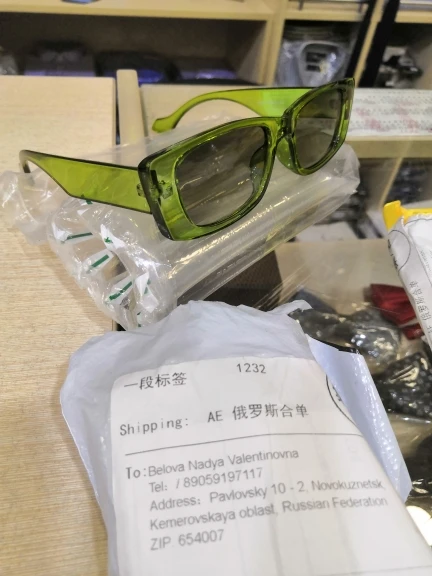 一段标签 1232
Shipping: AE 俄罗斯合单
To: Belova Nadya Valentinovna
Tel: / 89059197117
Address: Pavlovsky 10 - 2, Novokuznetsk,
Kemerovskaya oblast, Russian Federation
ZIP 654007